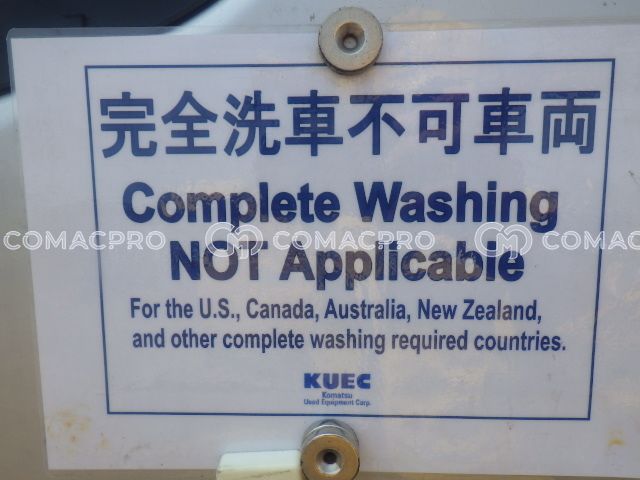 完全洗車不可車両
Complete Washing
NOT Applicable
COMACPRO COMACPRO COMACPRO
For the U.S., Canada, Australia, New Zealand,
and other complete washing required countries.
KUEC
Komatsu
Used Equipment Corp.